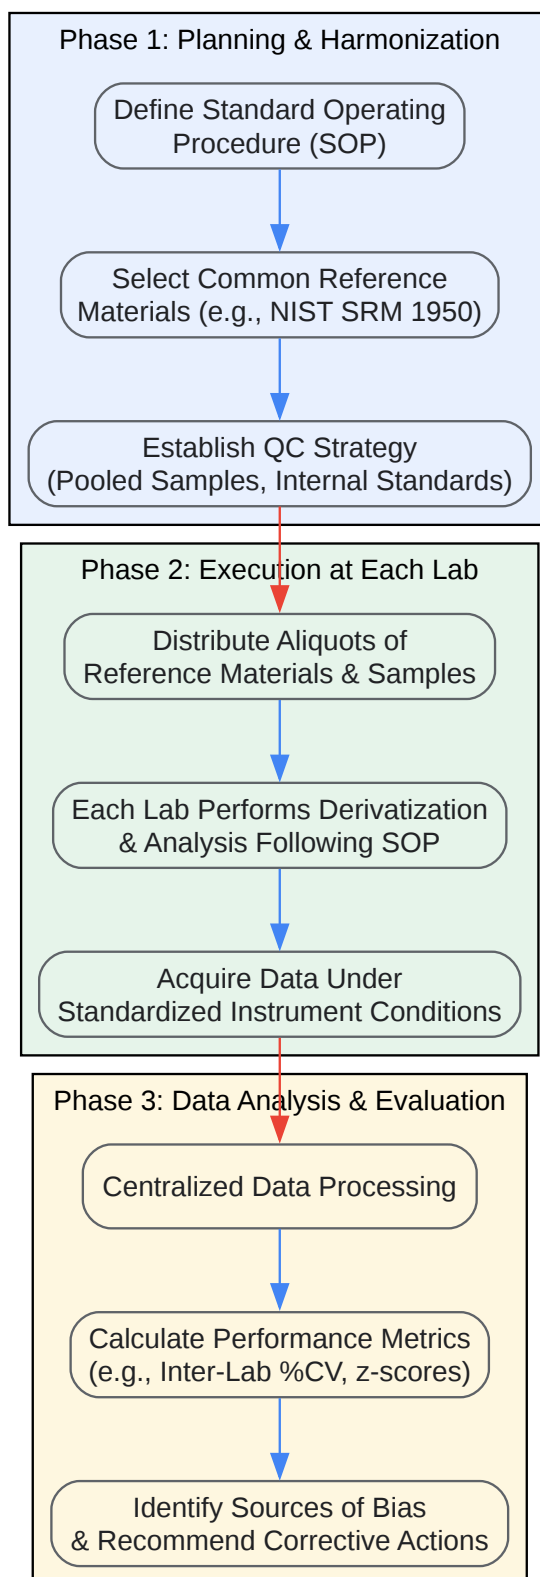 Phase 1: Planning & Harmonization
Define Standard Operating
Procedure (SOP)
Select Common Reference
Materials (e.g., NIST SRM 1950)
Establish QC Strategy
(Pooled Samples, Internal Standards)
Phase 2: Execution at Each Lab
Distribute Aliquots of
Reference Materials & Samples
Each Lab Performs Derivatization
& Analysis Following SOP
Acquire Data Under
Standardized Instrument Conditions
Phase 3: Data Analysis & Evaluation
Centralized Data Processing
Calculate Performance Metrics
(e.g., Inter-Lab %CV, z-scores)
Identify Sources of Bias
& Recommend Corrective Actions